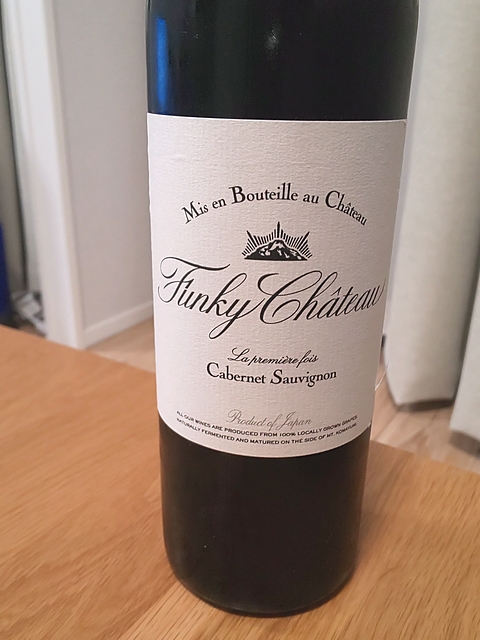 Mis en Bouteille au Château
Funky Château
La première fois
Cabernet Sauvignon
Product of Japan
ALL OUR WINES ARE PRODUCED FROM 100% LOCALLY GROWN GRAPES,
NATURALLY FERMENTED AND MATURED ON THE SIDE OF MT. KOMAYUMI.